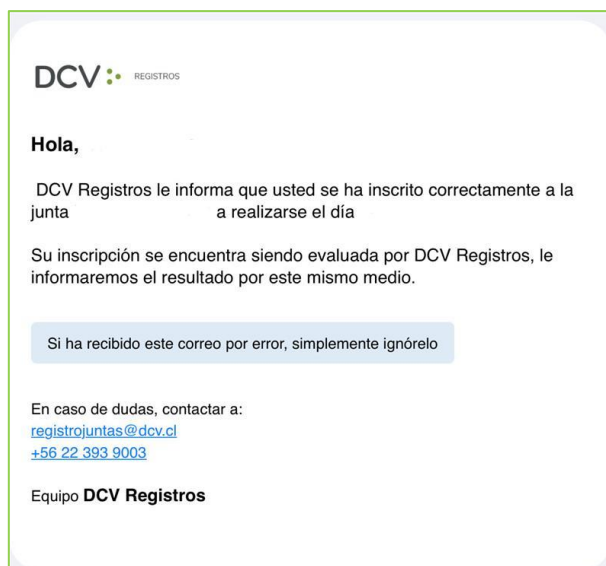 DCV REGISTROS
Hola,
DCV Registros le informa que usted se ha inscrito correctamente a la
junta a realizarse el día
Su inscripción se encuentra siendo evaluada por DCV Registros, le
informaremos el resultado por este mismo medio.
Si ha recibido este correo por error, simplemente ignórelo
En caso de dudas, contactar a:
registrojuntas@dcv.cl
+56 22 393 9003
Equipo DCV Registros